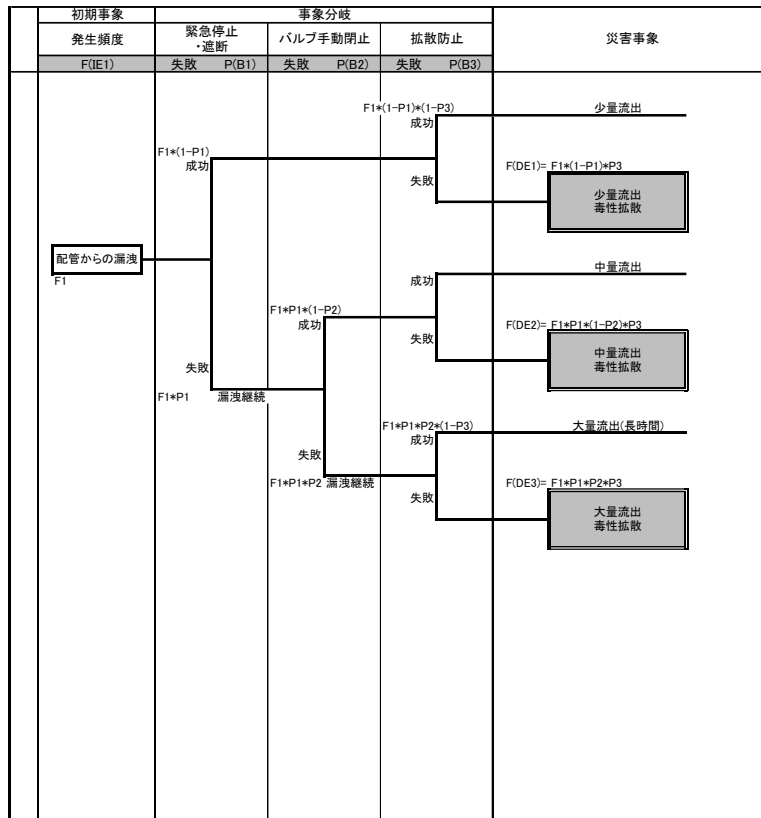 初期事象
事象分岐
発生頻度
緊急停止
・遮断
バルブ手動閉止
拡散防止
災害事象
F(IE1)
失敗 P(B1)
失敗 P(B2)
失敗 P(B3)
F1*(1-P1)*(1-P3)
少量流出
成功
F1*(1-P1)
成功
F(DE1)= F1*(1-P1)*P3
失敗
少量流出
毒性拡散
配管からの漏洩
F1
中量流出
成功
F1*P1*(1-P2)
成功
F(DE2)= F1*P1*(1-P2)*P3
失敗
中量流出
毒性拡散
失敗
F1*P1 漏洩継続
F1*P1*P2*(1-P3)
大量流出(長時間)
成功
失敗
F1*P1*P2 漏洩継続
F(DE3)= F1*P1*P2*P3
失敗
大量流出
毒性拡散